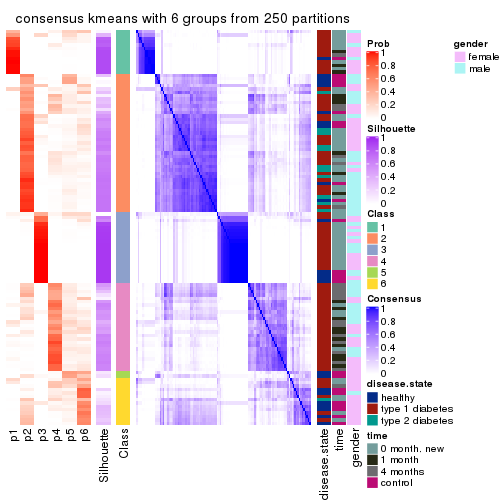 consensus kmeans with 6 groups from 250 partitions
Prob
1
0.8
0.6
0.4
0.2
0
gender
female
male
Silhouette
1
0.8
0.6
0.4
0.2
0
Class
1
2
3
4
5
6
Consensus
1
0.8
0.6
0.4
0.2
0
disease.state
healthy
type 1 diabetes
type 2 diabetes
time
0 month. new
1 month
4 months
control
p1
p2
p3
p4
p5
p6
Silhouette
Class
disease.state
time
gender